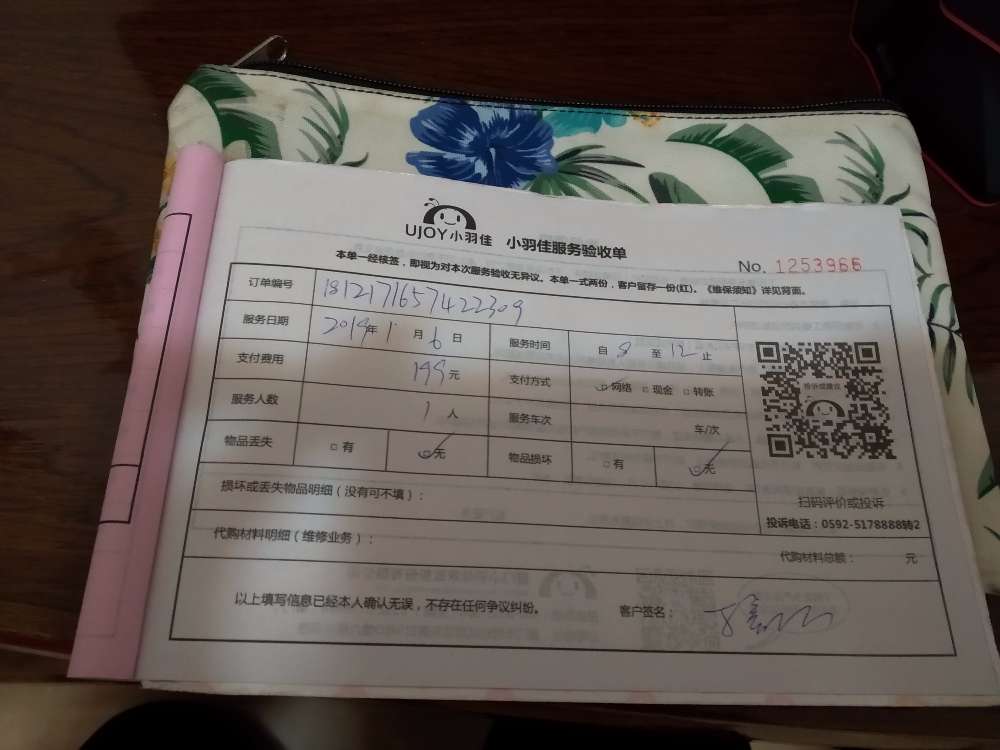 UJOY小羽佳 小羽佳服务验收单
No. 1253966
本单一经核签，即视为对本次服务验收无异议。本单一式两份，客户留存一份(红)。《维保须知》详见背面。
订单编号 1812171657422309
服务日期 2019年1月6日 服务时间 自8至12止
支付费用 199元 支付方式 □网络 □现金 □转账
服务人数 1人 服务车次 车/次
物品丢失 □有 □无 物品损坏 □有 □无
投诉或建议
扫码评价或投诉
投诉电话：0592-5178888转2
损坏或丢失物品明细（没有可不填）：
代购材料明细（维修业务）： 代购材料总额： 元
以上填写信息已经本人确认无误，不存在任何争议纠纷。 客户签名：